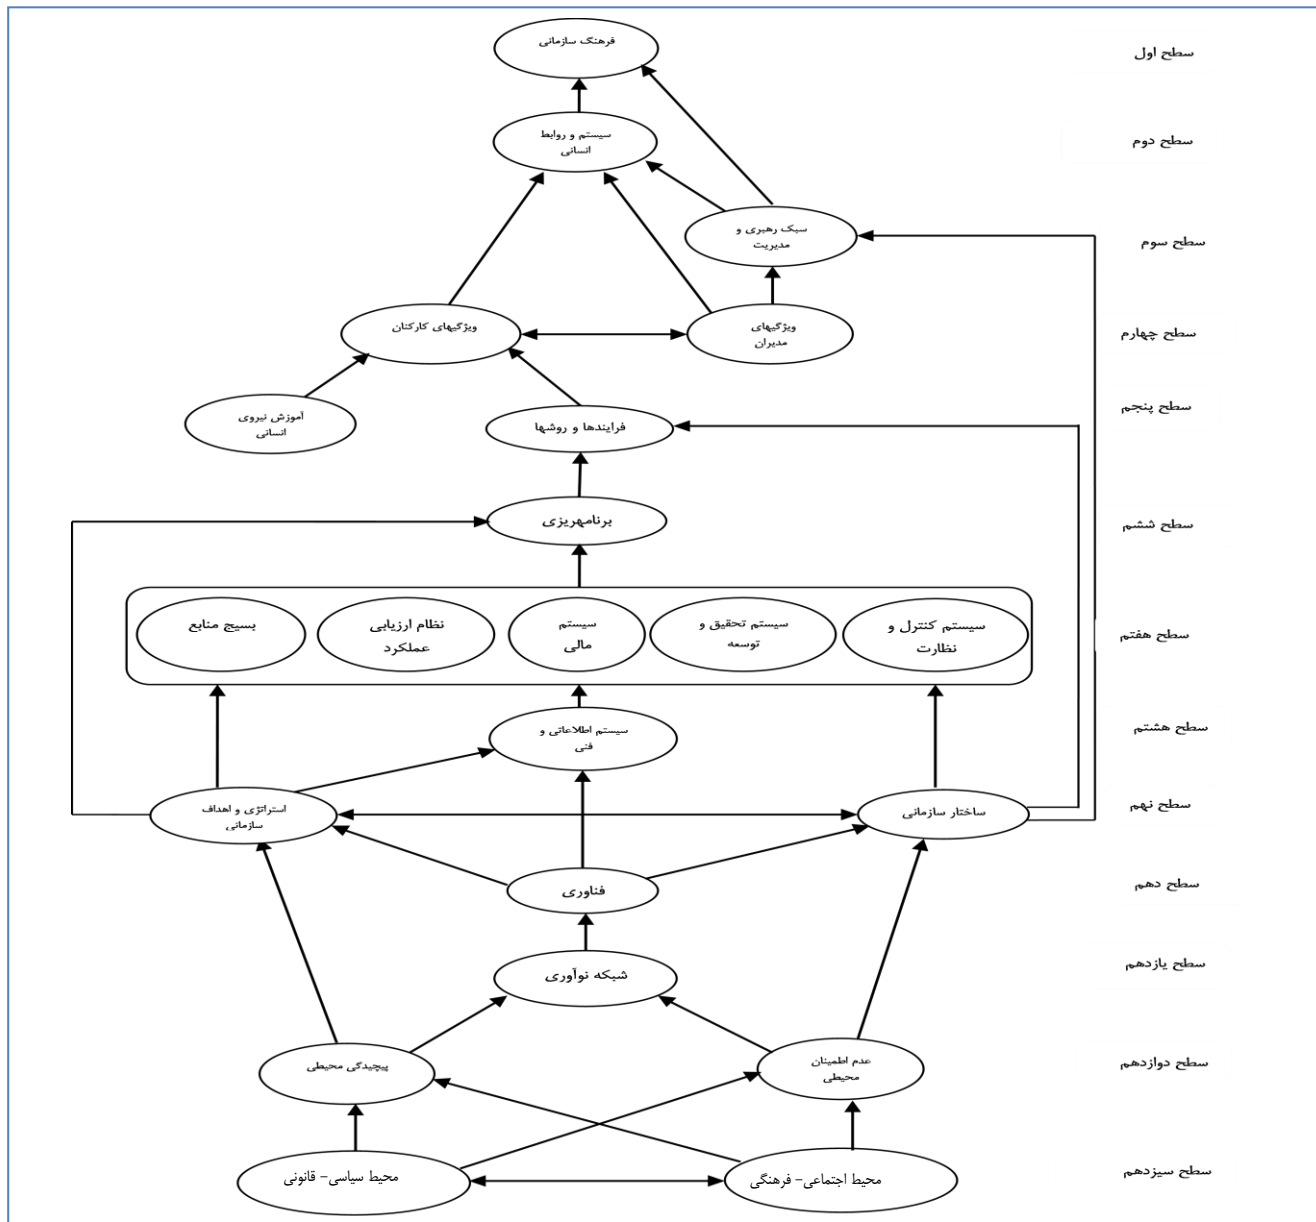 فرهنگ سازمانی
سطح اول
سیستم و روابط
انسانی
سطح دوم
سبک رهبری و
مدیریت
سطح سوم
ویژگیهای
مدیران
ویژگیهای کارکنان
سطح چهارم
فرایندها و روشها
آموزش نیروی
انسانی
سطح پنجم
برنامهریزی
سطح ششم
سیستم کنترل و
نظارت
سیستم تحقیق و
توسعه
سیستم
مالی
نظام ارزیابی
عملکرد
بسیج منابع
سطح هفتم
سیستم اطلاعاتی و
فنی
سطح هشتم
ساختار سازمانی
استراتژی و اهداف
سازمانی
سطح نهم
فناوری
سطح دهم
شبکه نوآوری
سطح یازدهم
عدم اطمینان
محیطی
پیچیدگی محیطی
سطح دوازدهم
محیط اجتماعی- فرهنگی
محیط سیاسی- قانونی
سطح سیزدهم